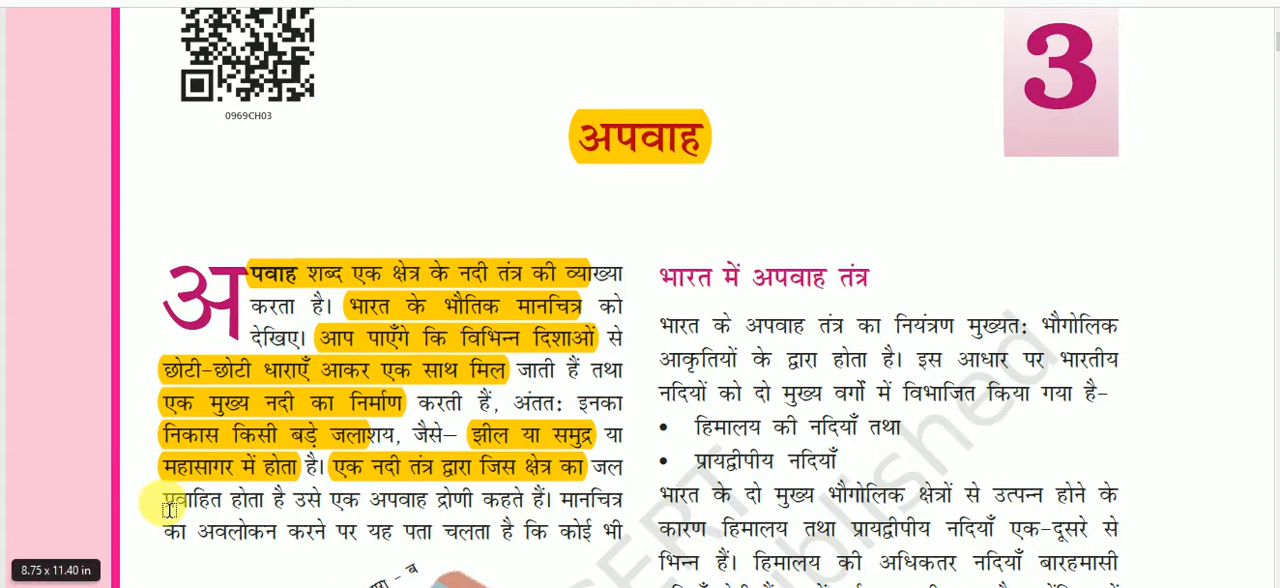 3
0969CH03
अपवाह
अपवाह शब्द एक क्षेत्र के नदी तंत्र की व्याख्या
करता है। भारत के भौतिक मानचित्र को
देखिए। आप पाएँगे कि विभिन्न दिशाओं से
छोटी-छोटी धाराएँ आकर एक साथ मिल जाती हैं तथा
एक मुख्य नदी का निर्माण करती हैं, अंतत: इनका
निकास किसी बड़े जलाशय, जैसे– झील या समुद्र या
महासागर में होता है। एक नदी तंत्र द्वारा जिस क्षेत्र का जल
प्रवाहित होता है उसे एक अपवाह द्रोणी कहते हैं। मानचित्र
का अवलोकन करने पर यह पता चलता है कि कोई भी
भारत में अपवाह तंत्र
भारत के अपवाह तंत्र का नियंत्रण मुख्यत: भौगोलिक
आकृतियों के द्वारा होता है। इस आधार पर भारतीय
नदियों को दो मुख्य वर्गों में विभाजित किया गया है–
• हिमालय की नदियाँ तथा
• प्रायद्वीपीय नदियाँ
भारत के दो मुख्य भौगोलिक क्षेत्रों से उत्पन्न होने के
कारण हिमालय तथा प्रायद्वीपीय नदियाँ एक-दूसरे से
भिन्न हैं। हिमालय की अधिकतर नदियाँ बारहमासी
8.75 x 11.40 in